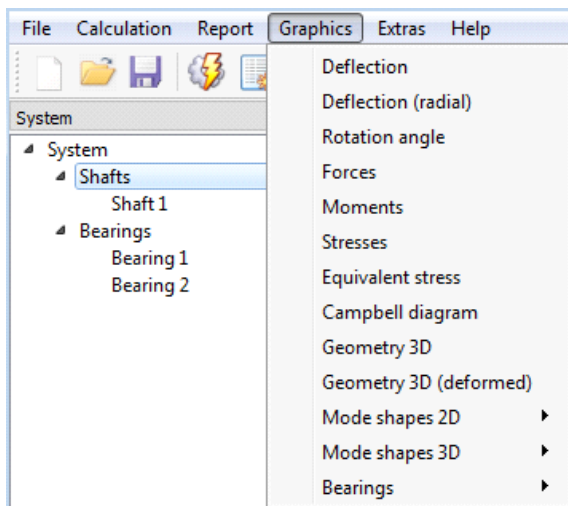 File Calculation Report Graphics Extras Help
System
System
Shafts
Shaft 1
Bearings
Bearing 1
Bearing 2
Deflection
Deflection (radial)
Rotation angle
Forces
Moments
Stresses
Equivalent stress
Campbell diagram
Geometry 3D
Geometry 3D (deformed)
Mode shapes 2D
Mode shapes 3D
Bearings